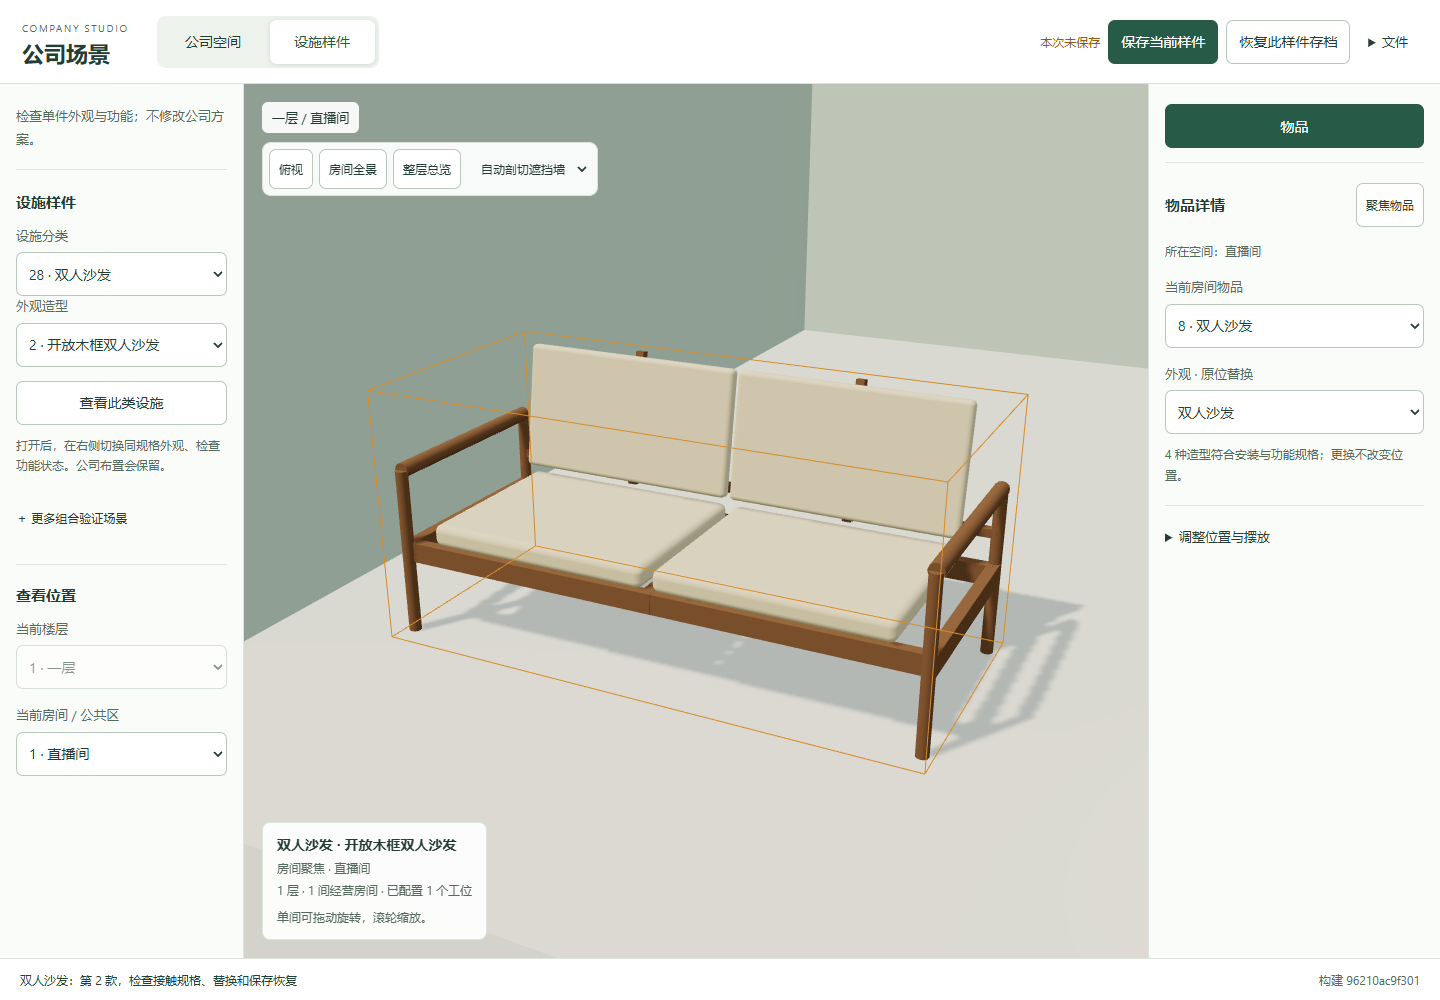 COMPANY STUDIO
公司场景
公司空间
设施样件
本次未保存
保存当前样件
恢复此样件存档
▶ 文件
检查单件外观与功能；不修改公司方
案。
设施样件
设施分类
28 · 双人沙发
外观造型
2 · 开放木框双人沙发
查看此类设施
打开后，在右侧切换同规格外观、检查
功能状态。公司布置会保留。
+ 更多组合验证场景
查看位置
当前楼层
1 · 一层
当前房间 / 公共区
1 · 直播间
一层 / 直播间
俯视
房间全景
整层总览
自动剖切遮挡墙
双人沙发 · 开放木框双人沙发
房间聚焦 · 直播间
1 层 · 1 间经营房间 · 已配置 1 个工位
单间可拖动旋转，滚轮缩放。
物品
物品详情
聚焦物品
所在空间：直播间
当前房间物品
8 · 双人沙发
外观 · 原位替换
双人沙发
4 种造型符合安装与功能规格；更换不改变位
置。
▶ 调整位置与摆放
双人沙发：第 2 款，检查接触规格、替换和保存恢复
构建 96210ac9f301